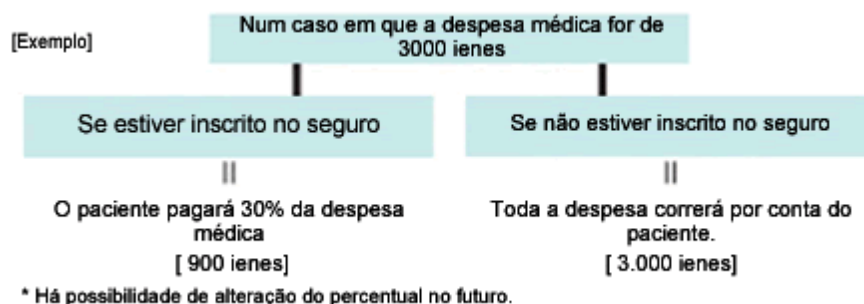 [Exemplo]
Num caso em que a despesa médica for de
3000 ienes
Se estiver inscrito no seguro
Se não estiver inscrito no seguro
O paciente pagará 30% da despesa
médica
[ 900 ienes]
Toda a despesa correrá por conta do
paciente.
[ 3.000 ienes]
* Há possibilidade de alteração do percentual no futuro.